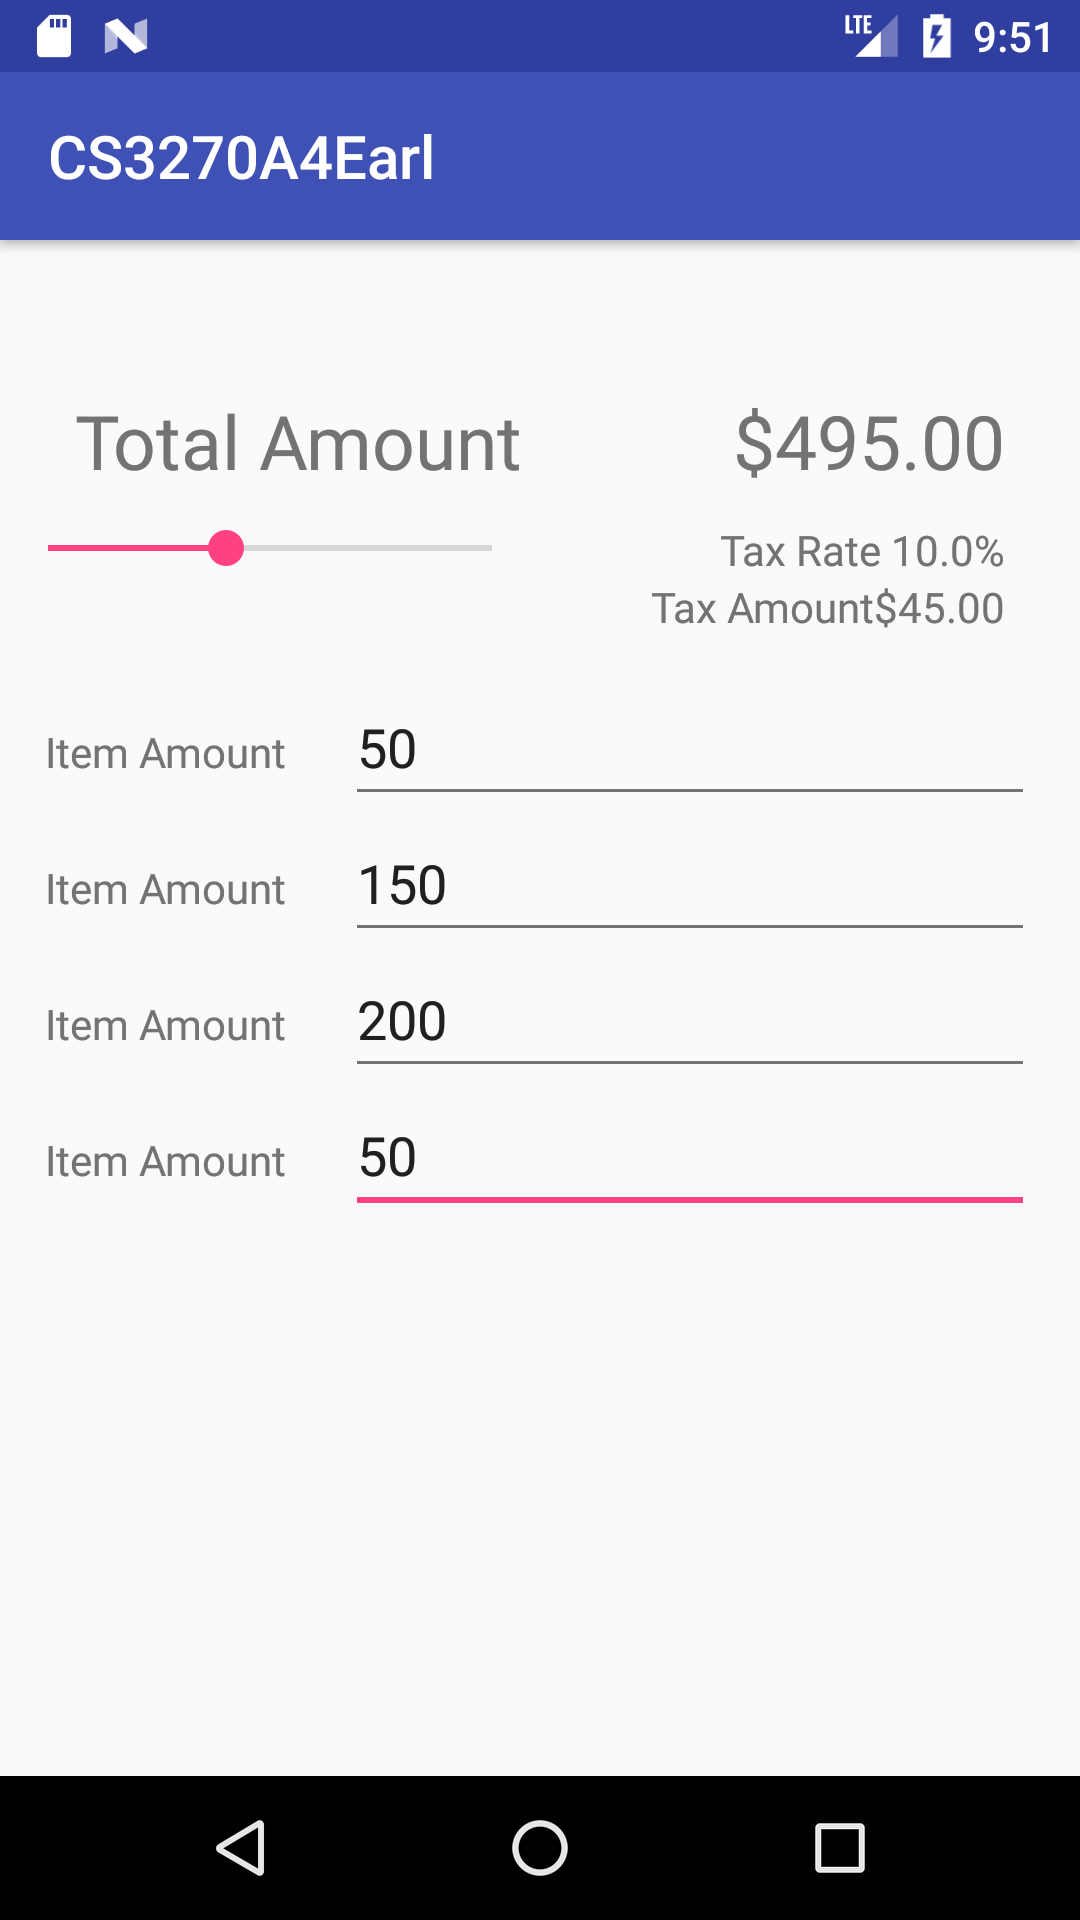 LTE 9:51
CS3270A4Earl
Total Amount $495.00
Tax Rate 10.0%
Tax Amount$45.00
Item Amount 50
Item Amount 150
Item Amount 200
Item Amount 50